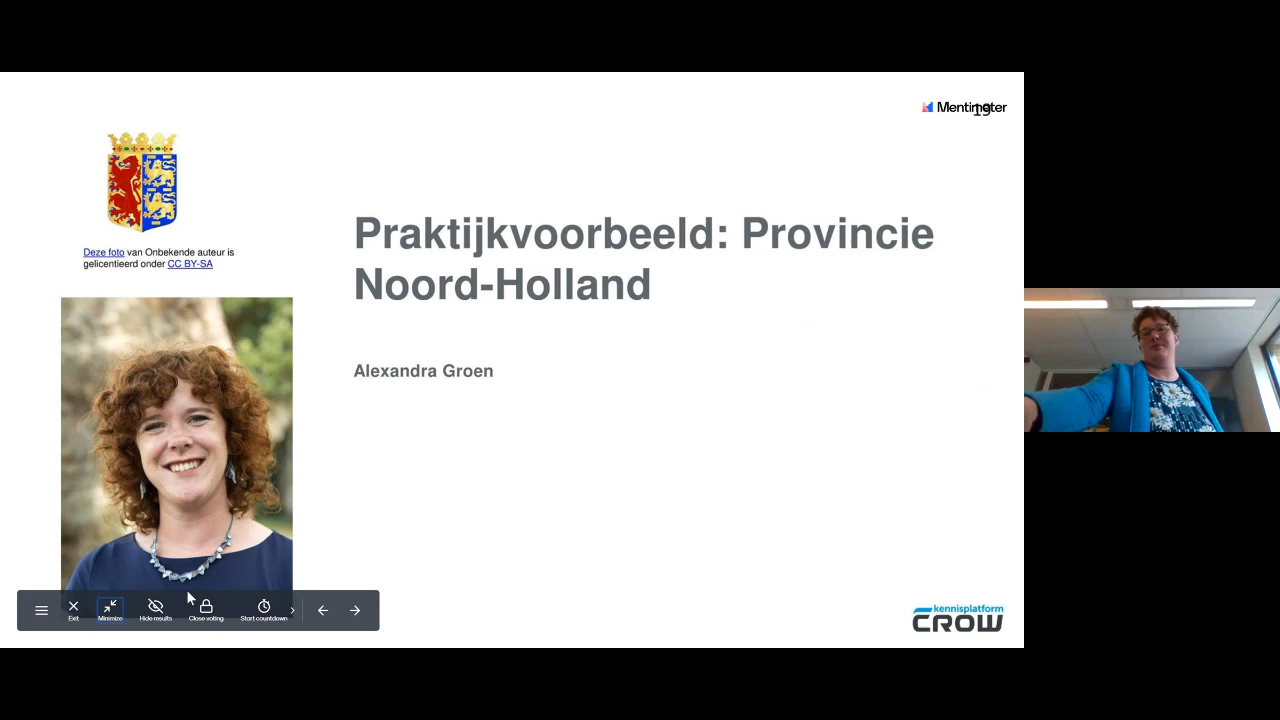 Mentimeter
19
Deze foto van Onbekende auteur is
gelicentieerd onder CC BY-SA
Praktijkvoorbeeld: Provincie
Noord-Holland
Alexandra Groen
Exit
Minimize
Hide results
Close voting
Start countdown
kennisplatform
CROW